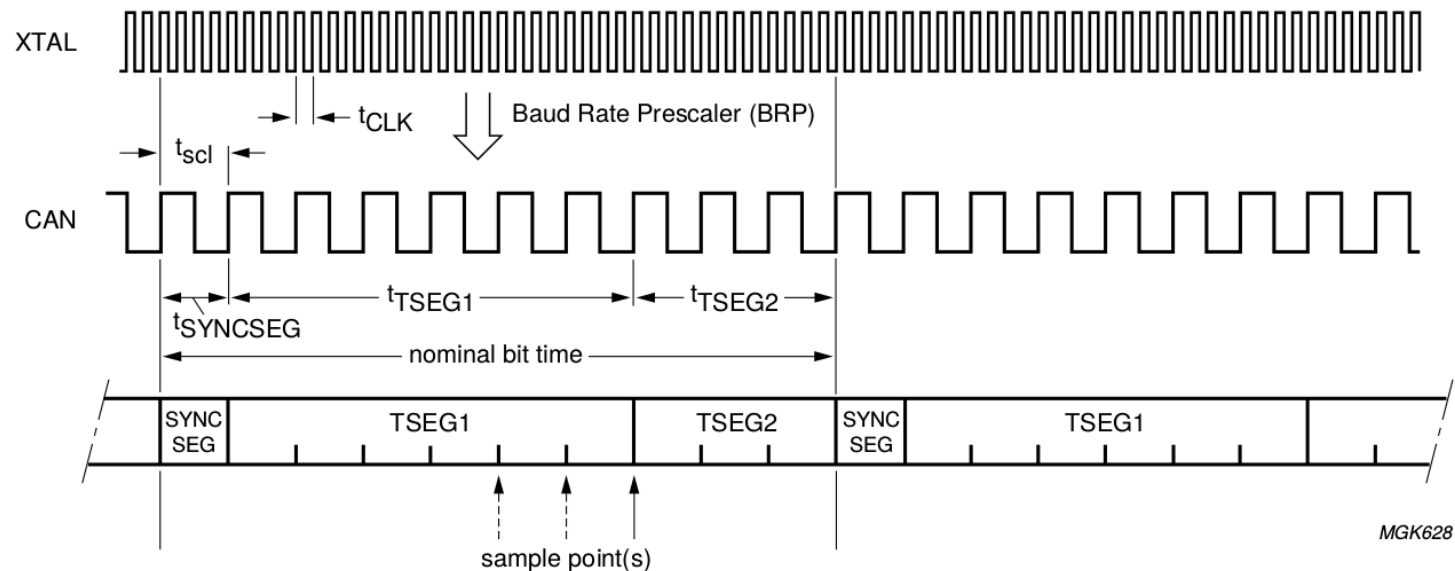 XTAL
tCLK
Baud Rate Prescaler (BRP)
tscl
CAN
tTSEG1
tTSEG2
tSYNCSEG
nominal bit time
SYNC
SEG
TSEG1
TSEG2
SYNC
SEG
TSEG1
sample point(s)
MGK628